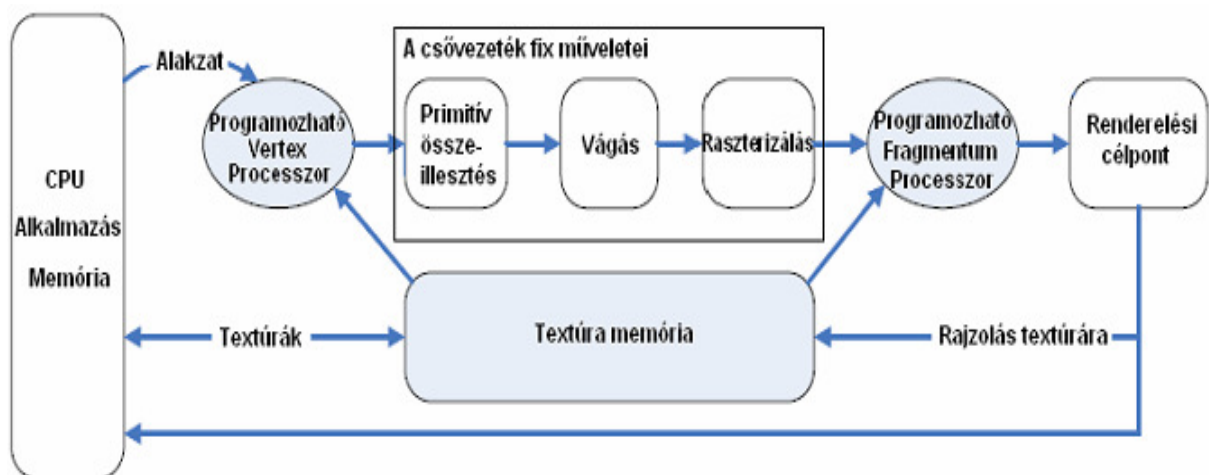 Alakzat
A csővezeték fix műveletei
Programozható
Vertex
Processzor
Primitív
össze-
illesztés
Vágás
Raszterizálás
Programozható
Fragmentum
Processzor
Renderelési
célpont
CPU
Alkalmazás
Memória
Textúrák
Textúra memória
Rajzolás textúrára